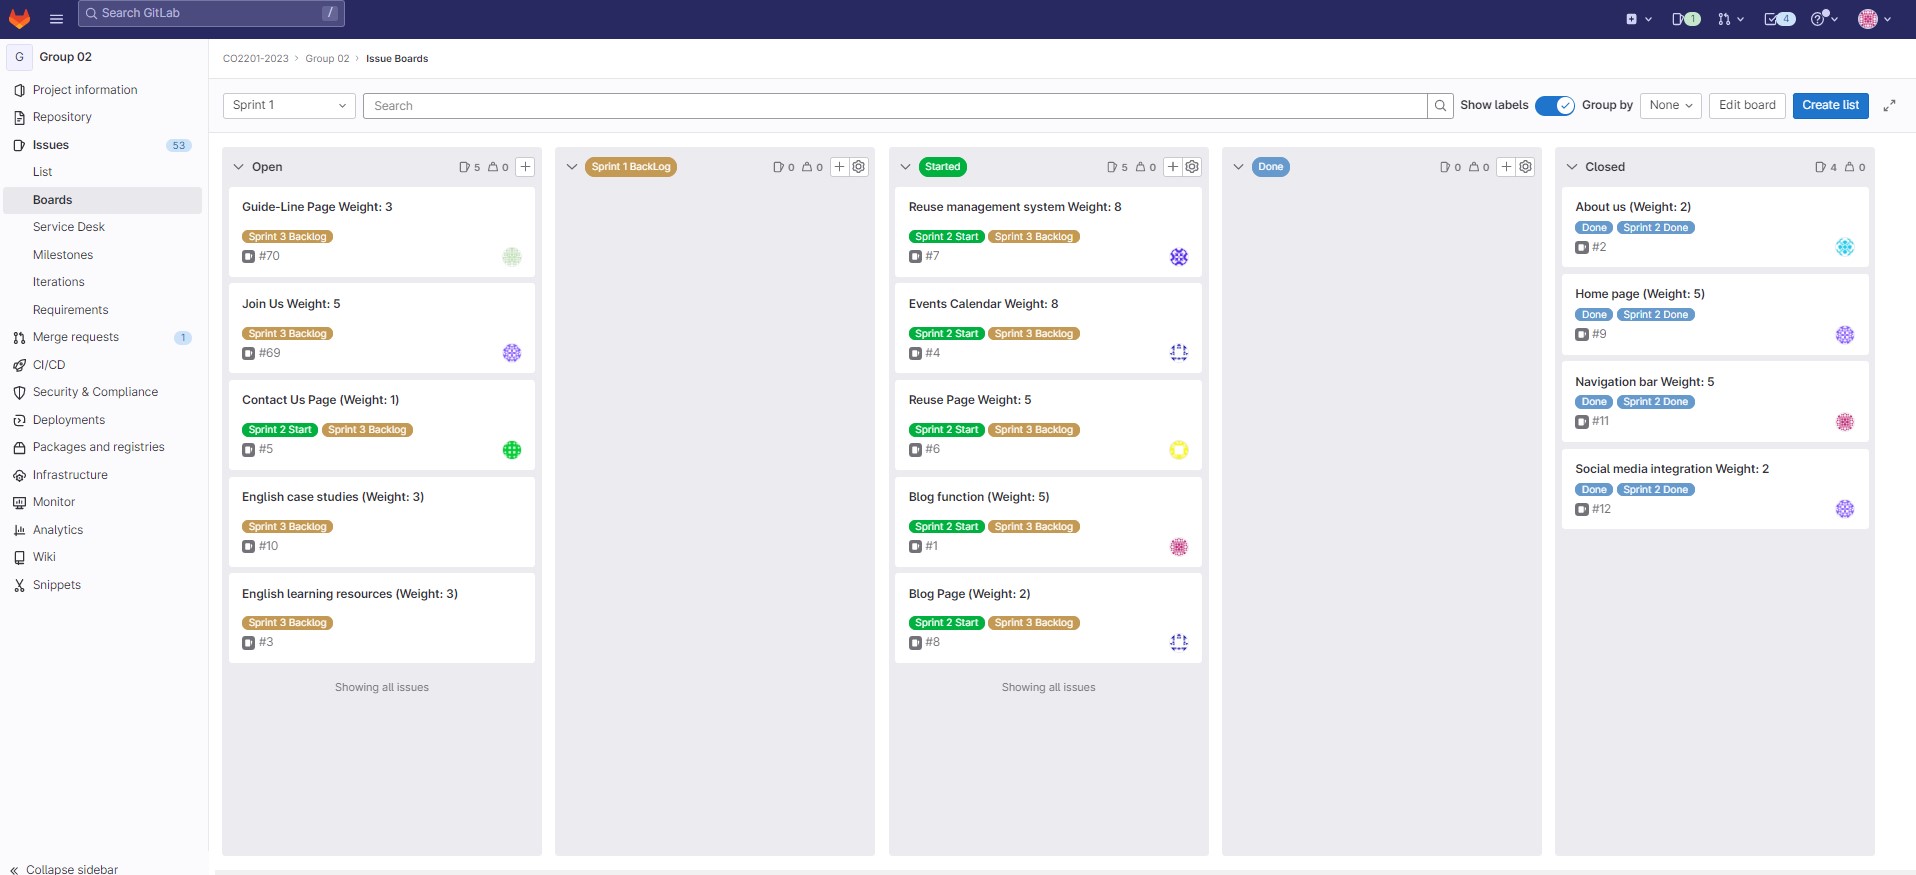 Search GitLab /
1
4
G Group 02
Project information
Repository
Issues 53
List
Boards
Service Desk
Milestones
Iterations
Requirements
Merge requests 1
CI/CD
Security & Compliance
Deployments
Packages and registries
Infrastructure
Monitor
Analytics
Wiki
Snippets
Collapse sidebar
CO2201-2023 > Group 02 > Issue Boards
Sprint 1
Search
Show labels
Group by
None
Edit board
Create list
Open 5 0
Guide-Line Page Weight: 3
Sprint 3 Backlog
#70
Join Us Weight: 5
Sprint 3 Backlog
#69
Contact Us Page (Weight: 1)
Sprint 2 Start Sprint 3 Backlog
#5
English case studies (Weight: 3)
Sprint 3 Backlog
#10
English learning resources (Weight: 3)
Sprint 3 Backlog
#3
Showing all issues
Sprint 1 BackLog 0 0
Started 5 0
Reuse management system Weight: 8
Sprint 2 Start Sprint 3 Backlog
#7
Events Calendar Weight: 8
Sprint 2 Start Sprint 3 Backlog
#4
Reuse Page Weight: 5
Sprint 2 Start Sprint 3 Backlog
#6
Blog function (Weight: 5)
Sprint 2 Start Sprint 3 Backlog
#1
Blog Page (Weight: 2)
Sprint 2 Start Sprint 3 Backlog
#8
Showing all issues
Done 0 0
Closed 4 0
About us (Weight: 2)
Done Sprint 2 Done
#2
Home page (Weight: 5)
Done Sprint 2 Done
#9
Navigation bar Weight: 5
Done Sprint 2 Done
#11
Social media integration Weight: 2
Done Sprint 2 Done
#12